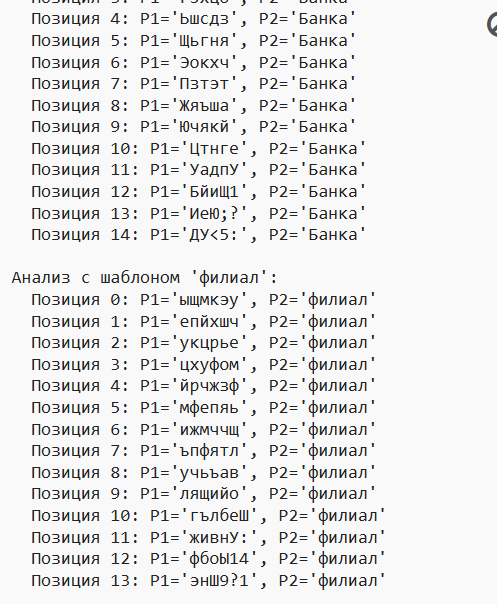 Позиция 4: P1='Ьшсдз', P2='Банка'
Позиция 5: P1='Щьгня', P2='Банка'
Позиция 6: P1='Эокхч', P2='Банка'
Позиция 7: P1='Пзтэт', P2='Банка'
Позиция 8: P1='Жяъша', P2='Банка'
Позиция 9: P1='Ючякй', P2='Банка'
Позиция 10: P1='Цтнге', P2='Банка'
Позиция 11: P1='УадпУ', P2='Банка'
Позиция 12: P1='БйиЩ1', P2='Банка'
Позиция 13: P1='ИеЮ;?', P2='Банка'
Позиция 14: P1='ДУ<5:', P2='Банка'
Анализ с шаблоном 'филиал':
Позиция 0: P1='ыщмкэу', P2='филиал'
Позиция 1: P1='епйхшч', P2='филиал'
Позиция 2: P1='укцрье', P2='филиал'
Позиция 3: P1='цхуфом', P2='филиал'
Позиция 4: P1='йрчжзф', P2='филиал'
Позиция 5: P1='мфепяь', P2='филиал'
Позиция 6: P1='ижмччщ', P2='филиал'
Позиция 7: P1='ъпфятл', P2='филиал'
Позиция 8: P1='учьъав', P2='филиал'
Позиция 9: P1='лящийо', P2='филиал'
Позиция 10: P1='гълбеШ', P2='филиал'
Позиция 11: P1='живнУ:', P2='филиал'
Позиция 12: P1='фбоЫ14', P2='филиал'
Позиция 13: P1='энШ9?1', P2='филиал'